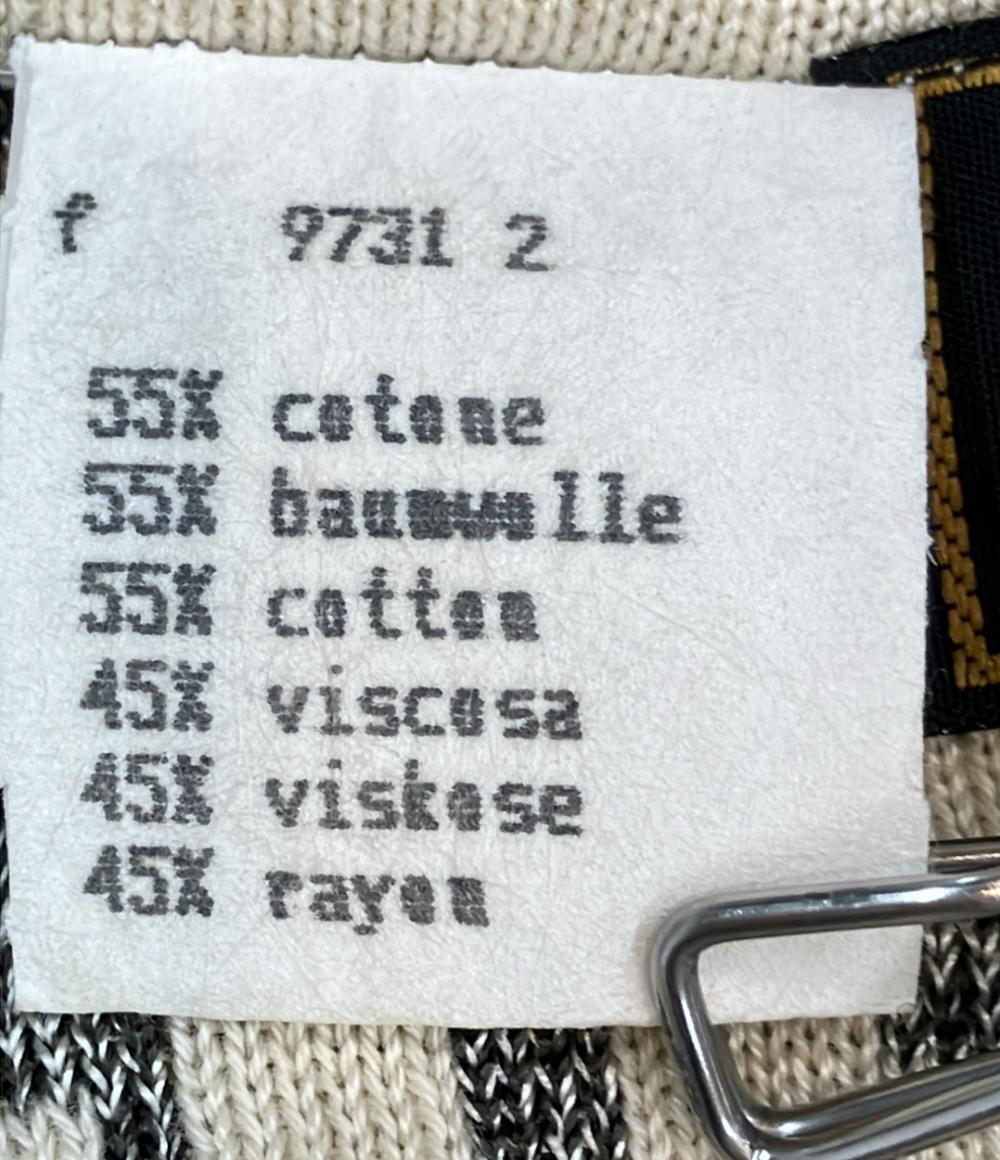 f 9731 2
55% cotone
55% baumwolle
55% cotton
45% viscosa
45% viskose
45% rayon